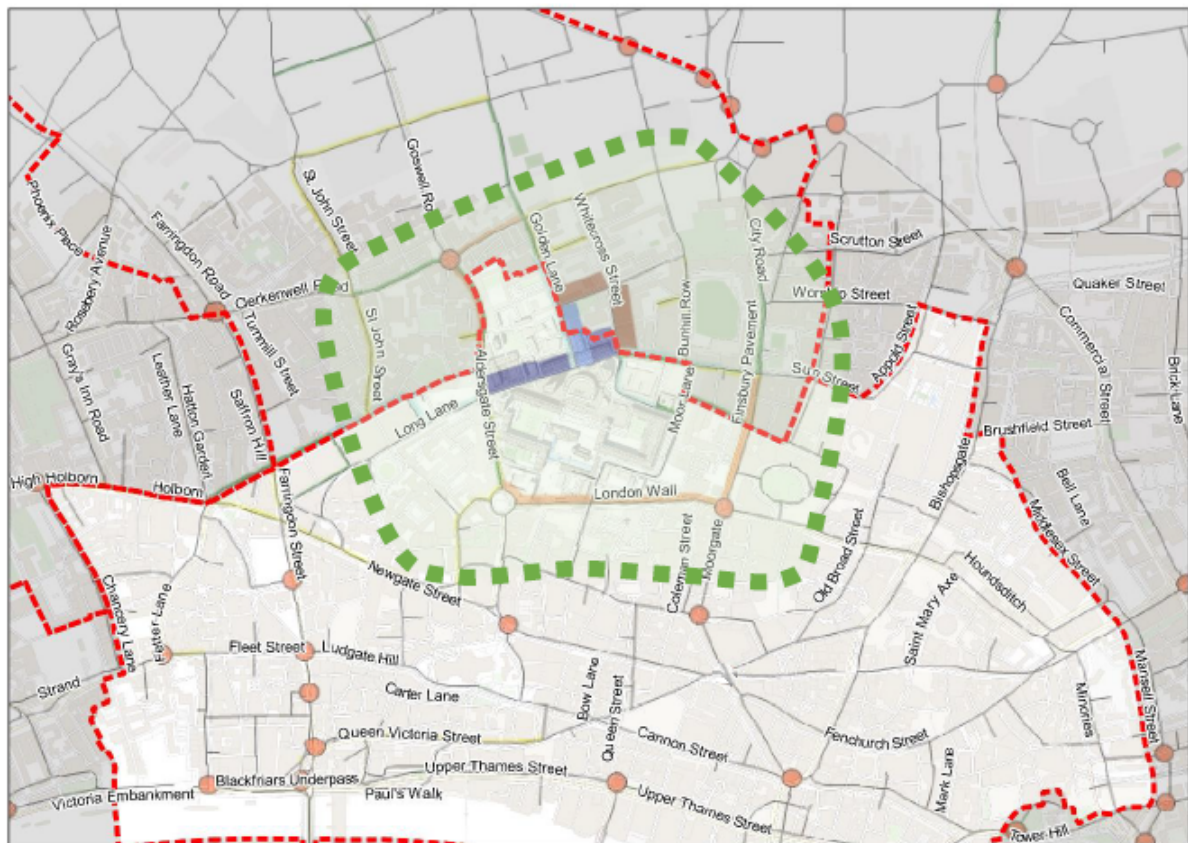 St. John Street
Goswell Ro
Phoenix Place
Farringdon Road
Rosebery Avenue
Golden Lane
Whitecross Street
City Road
Scrutton Street
Quaker Street
Clerkenwell Road
Turnmill Street
St. John Street
Bunhill Row
Worship Street
Appold Street
Commercial Street
Brick Lane
Gray's Inn Road
Leather Lane
Hatton Garden
Saffron Hill
Aldersgate Street
Long Lane
Moor Lane
Finsbury Pavement
Sun Street
Brushfield Street
Bishopsgate
High Holborn
Holborn
London Wall
Bell Lane
Middlesex Street
Farringdon Street
Newgate Street
Coleman Street
Moorgate
Old Broad Street
Houndsditch
Saint Mary Axe
Chancery Lane
Fetter Lane
Fleet Street
Ludgate Hill
Strand
Carter Lane
Bow Lane
Queen Street
Cannon Street
Fenchurch Street
Minories
Mansell Street
Queen Victoria Street
Mark Lane
Victoria Embankment
Blackfriars Underpass
Upper Thames Street
Paul's Walk
Upper Thames Street
Tower Hill